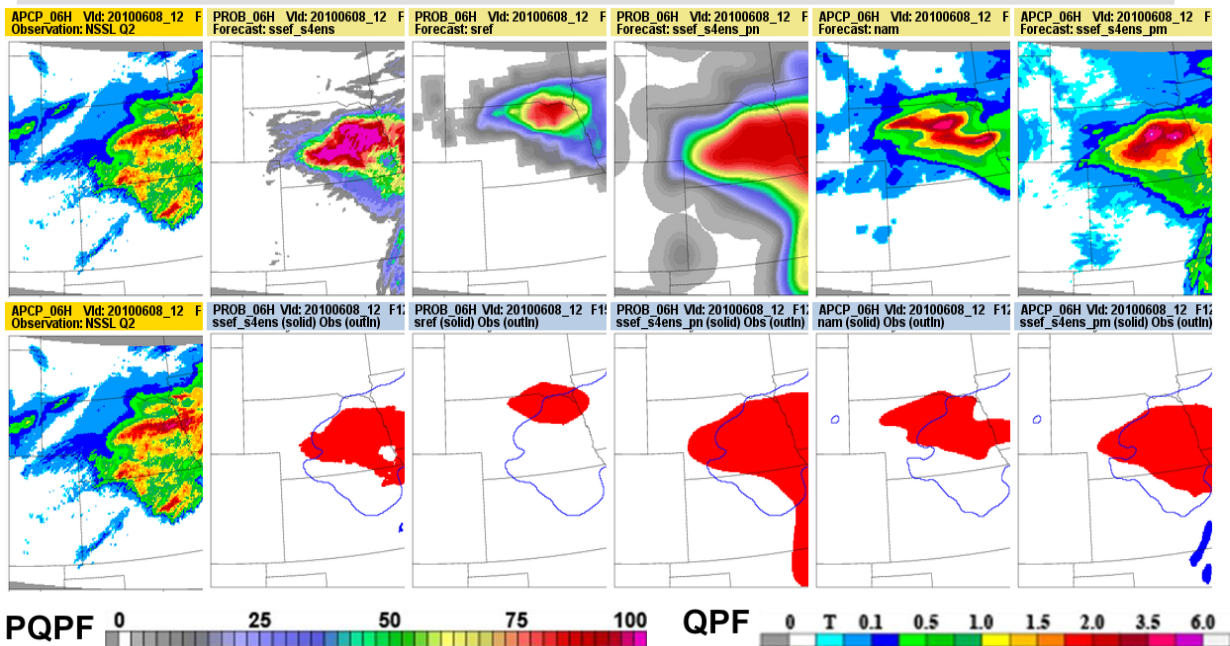 APCP_06H Vld: 20100608_12 F
Observation: NSSL Q2
PROB_06H Vld: 20100608_12 F
Forecast: ssef_s4ens
PROB_06H Vld: 20100608_12 F
Forecast: sref
PROB_06H Vld: 20100608_12 F
Forecast: ssef_s4ens_pn
APCP_06H Vld: 20100608_12 F
Forecast: nam
APCP_06H Vld: 20100608_12 F
Forecast: ssef_s4ens_pm
APCP_06H Vld: 20100608_12 F
Observation: NSSL Q2
PROB_06H Vld: 20100608_12 F12
ssef_s4ens (solid) Obs (outln)
PROB_06H Vld: 20100608_12 F15
sref (solid) Obs (outln)
PROB_06H Vld: 20100608_12 F12
ssef_s4ens_pn (solid) Obs (outln)
APCP_06H Vld: 20100608_12 F12
nam (solid) Obs (outln)
APCP_06H Vld: 20100608_12 F12
ssef_s4ens_pm (solid) Obs (outln)
PQPF 0 25 50 75 100
QPF 0 T 0.1 0.5 1.0 1.5 2.0 3.5 6.0